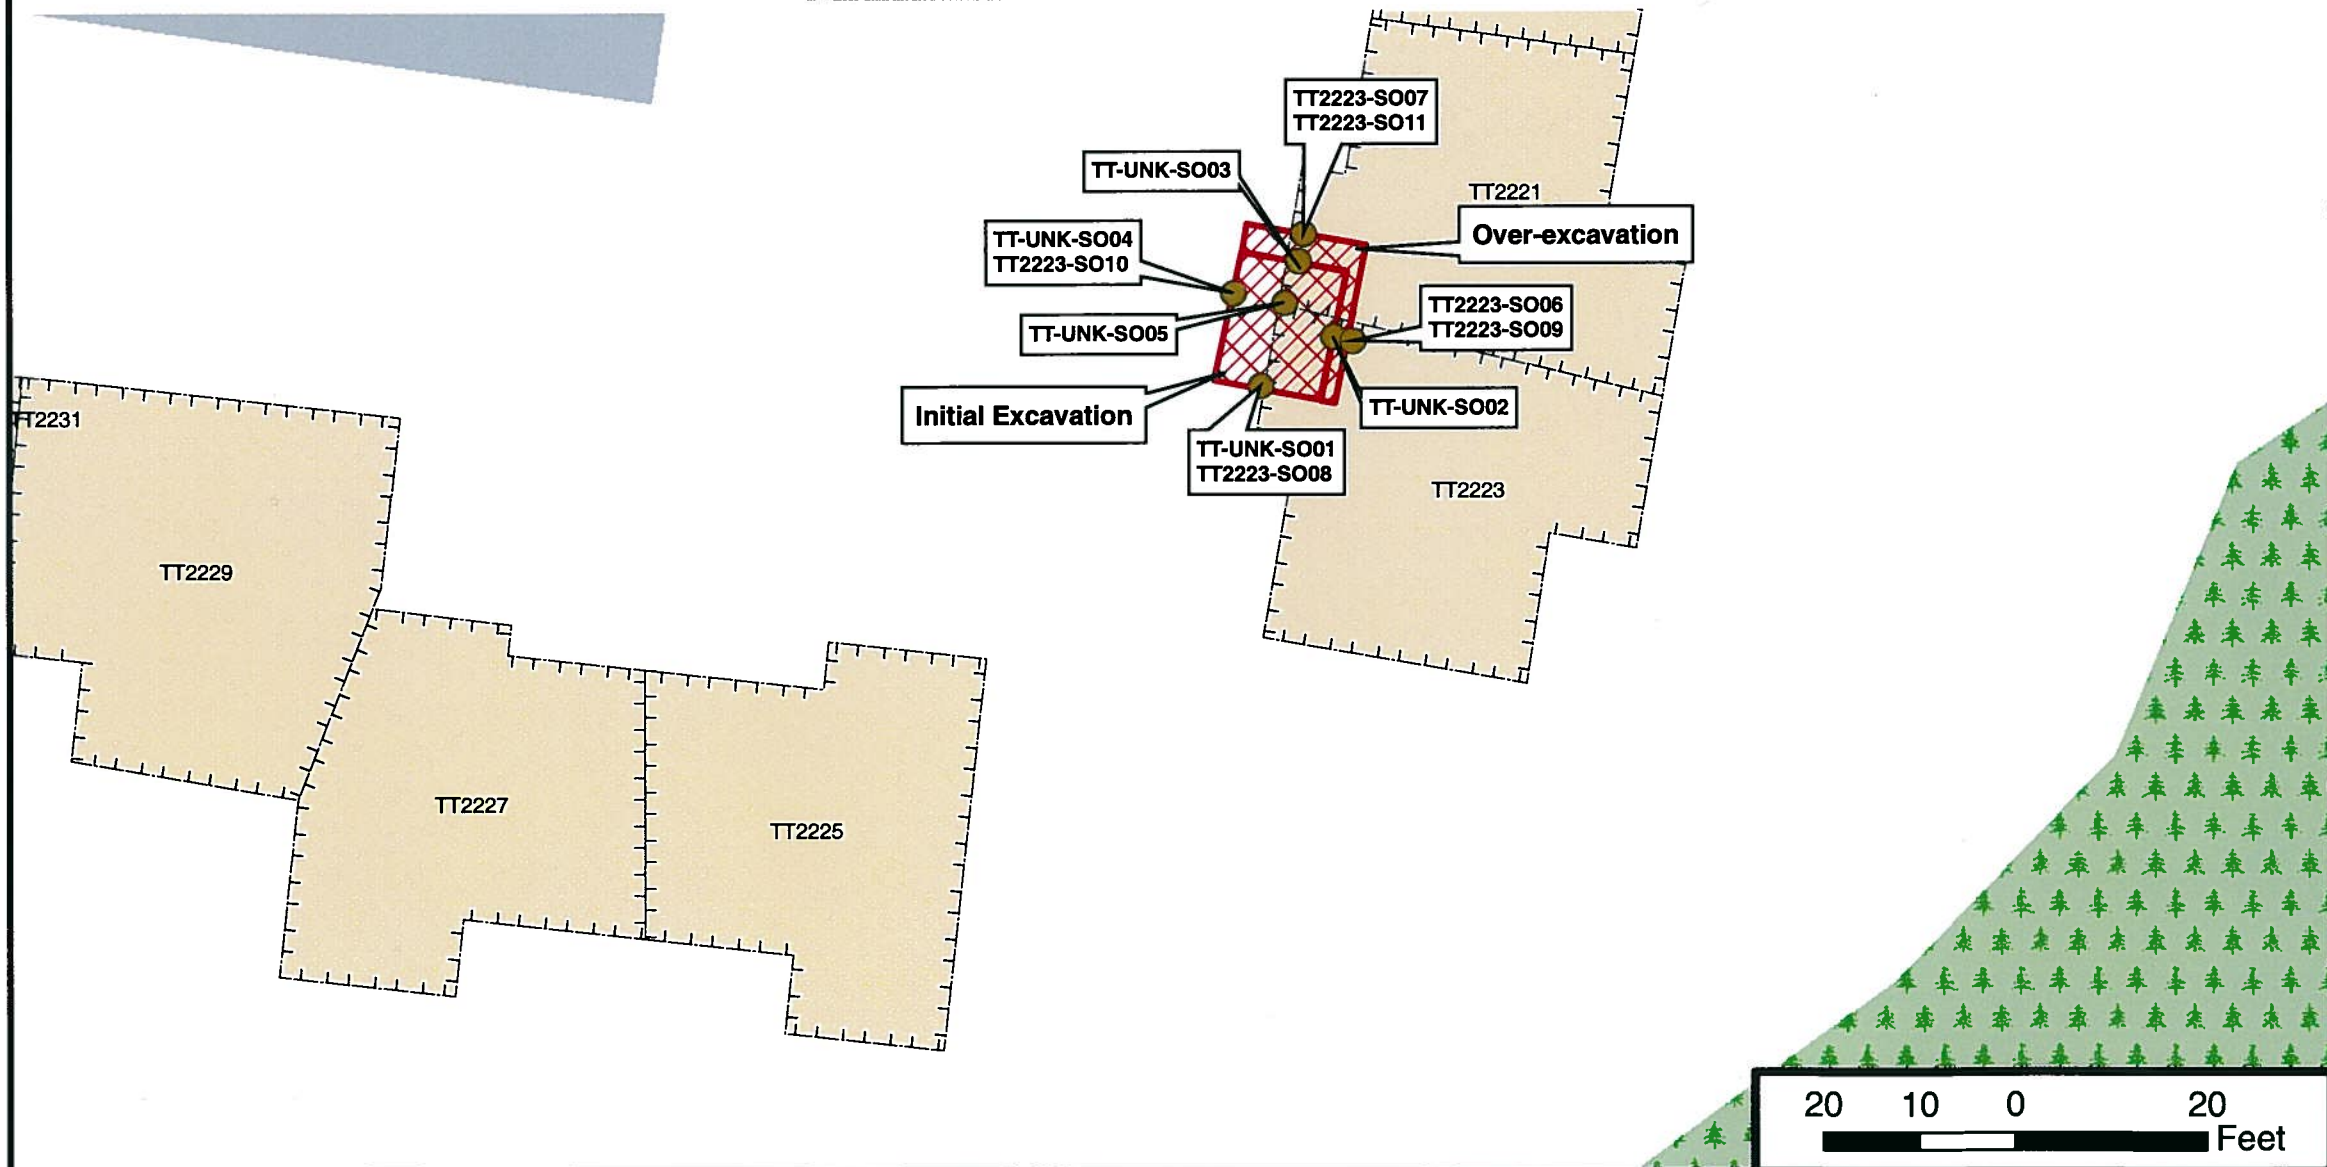 TT2223-SO07
TT2223-SO11
TT-UNK-SO03
TT2221
TT-UNK-SO04
TT2223-SO10
Over-excavation
TT2223-SO06
TT2223-SO09
TT-UNK-SO05
Initial Excavation
TT-UNK-SO02
TT-UNK-SO01
TT2223-SO08
TT2231
TT2223
TT2229
TT2227
TT2225
20 10 0 20
Feet